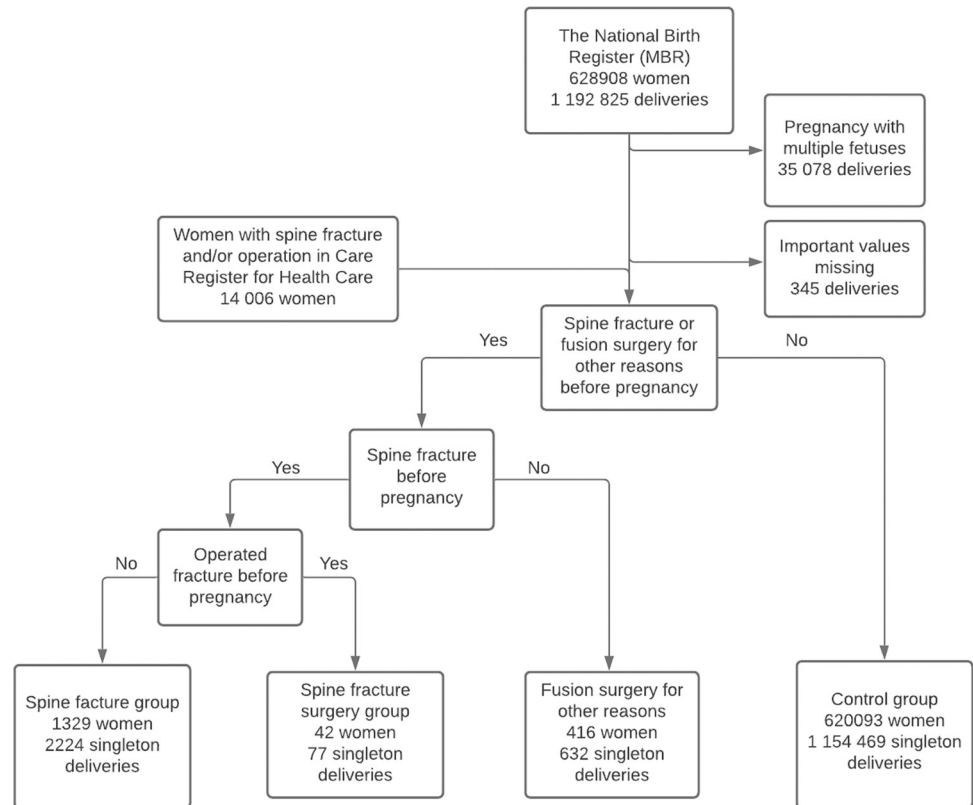 The National Birth
Register (MBR)
628908 women
1 192 825 deliveries
Pregnancy with
multiple fetuses
35 078 deliveries
Women with spine fracture
and/or operation in Care
Register for Health Care
14 006 women
Important values
missing
345 deliveries
Spine fracture or
fusion surgery for
other reasons
before pregnancy
Yes
No
Spine fracture
before
pregnancy
Yes
No
Operated
fracture before
pregnancy
No
Yes
Spine facture group
1329 women
2224 singleton
deliveries
Spine fracture
surgery group
42 women
77 singleton
deliveries
Fusion surgery for
other reasons
416 women
632 singleton
deliveries
Control group
620093 women
1 154 469 singleton
deliveries